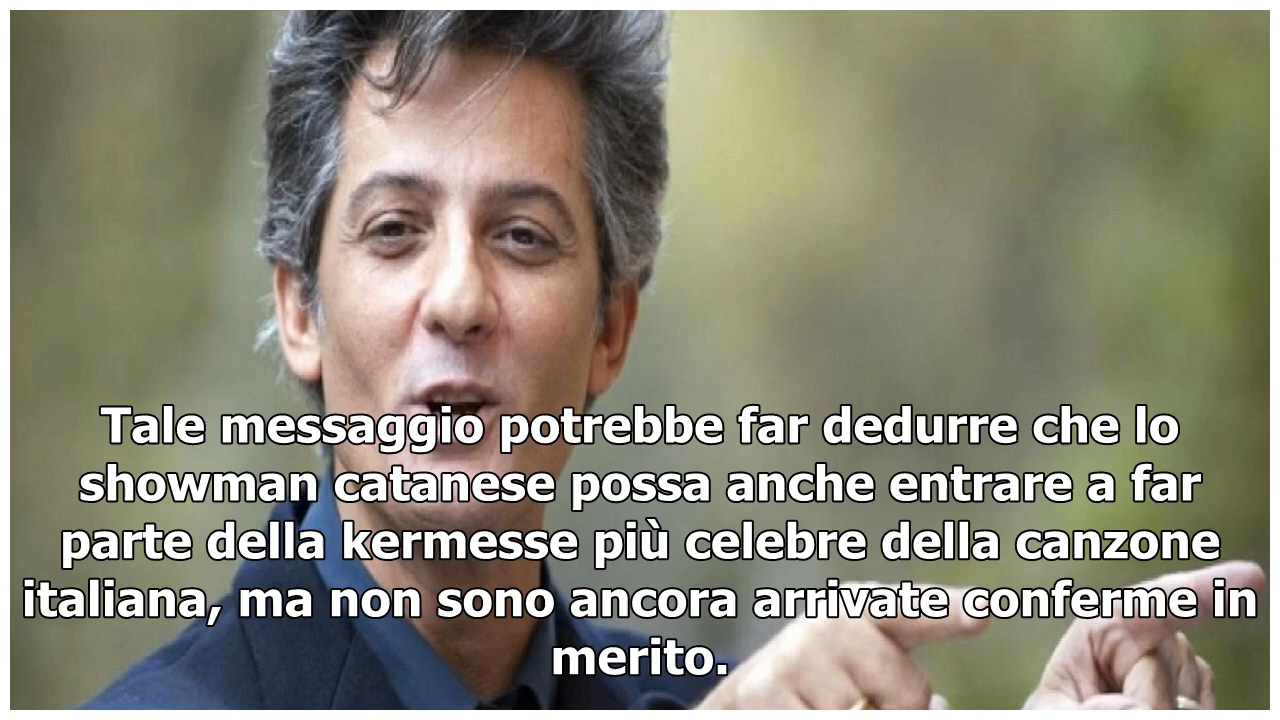 Tale messaggio potrebbe far dedurre che lo
showman catanese possa anche entrare a far
parte della kermesse più celebre della canzone
italiana, ma non sono ancora arrivate conferme in
merito.